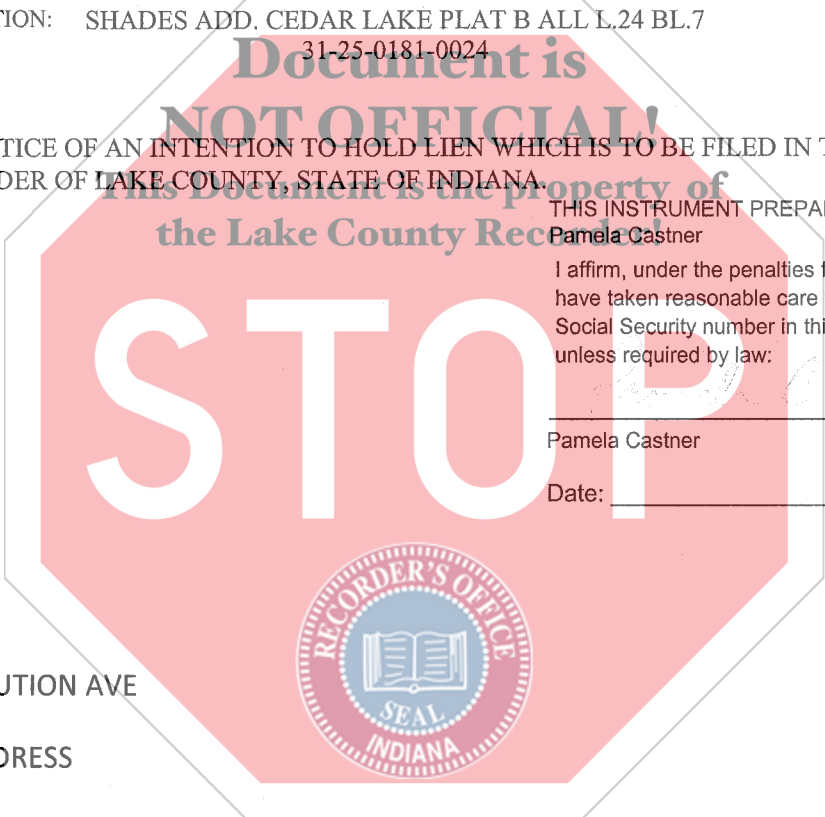 TION: SHADES ADD. CEDAR LAKE PLAT B ALL L.24 BL.7
31-25-0181-0024
Document is
NOT OFFICIAL!
TICE OF AN INTENTION TO HOLD LIEN WHICH IS TO BE FILED IN T
DER OF LAKE COUNTY, STATE OF INDIANA.
This Document is the property of
the Lake County Recorder!
THIS INSTRUMENT PREPA
Pamela Castner
I affirm, under the penalties f
have taken reasonable care
Social Security number in thi
unless required by law:
STOP
Pamela Castner
Date:
RECORDER'S OFFICE
SEAL
INDIANA
UTION AVE
DRESS